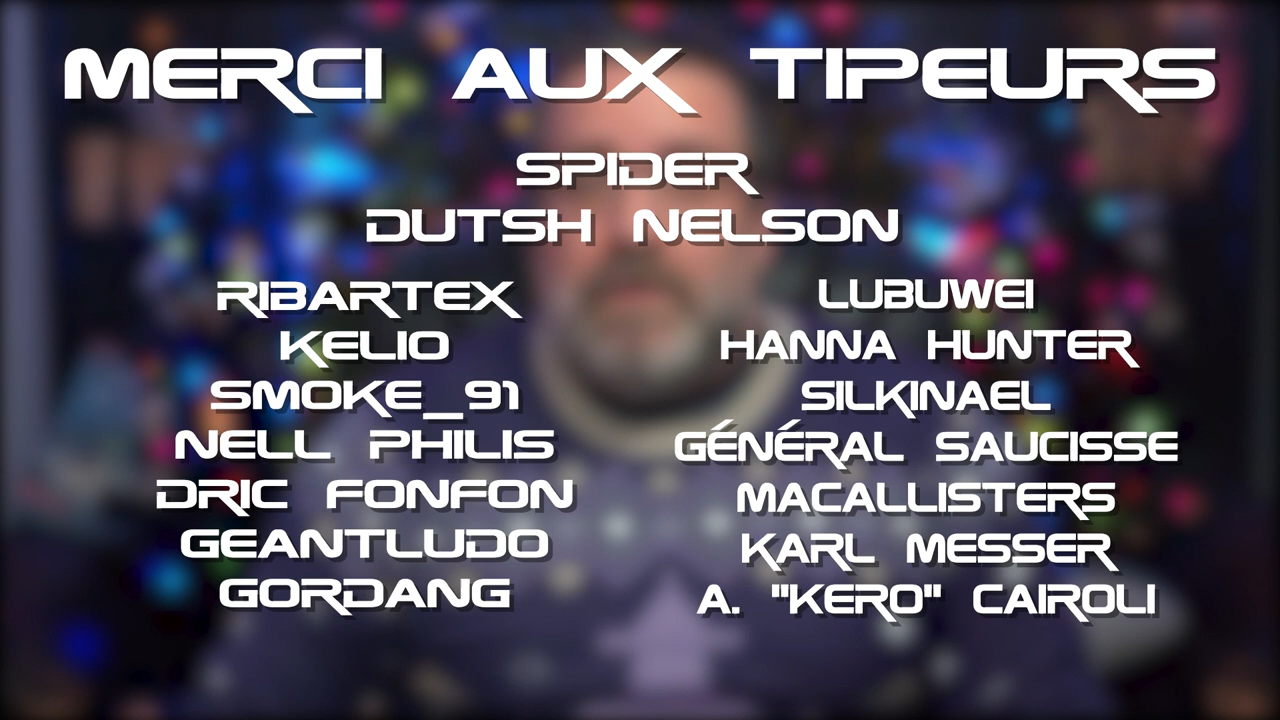 MERCI AUX TIPEURS
SPIDER
DUTSH NELSON
RIBARTEX
KELIO
SMOKE_91
NELL PHILIS
DRIC FONFON
GEANTLUDO
GORDANG
LUBUWEI
HANNA HUNTER
SILKINAEL
GÉNÉRAL SAUCISSE
MACALLISTERS
KARL MESSER
A. "KERO" CAIROLI